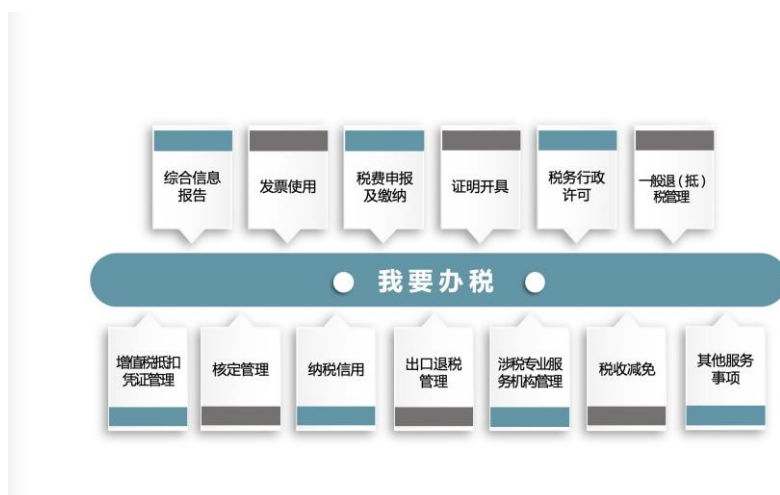 综合信息
报告
发票使用
税费申报
及缴纳
证明开具
税务行政
许可
一般退（抵）
税管理
我要办税
增值税抵扣
凭证管理
核定管理
纳税信用
出口退税
管理
涉税专业服
务机构管理
税收减免
其他服务
事项